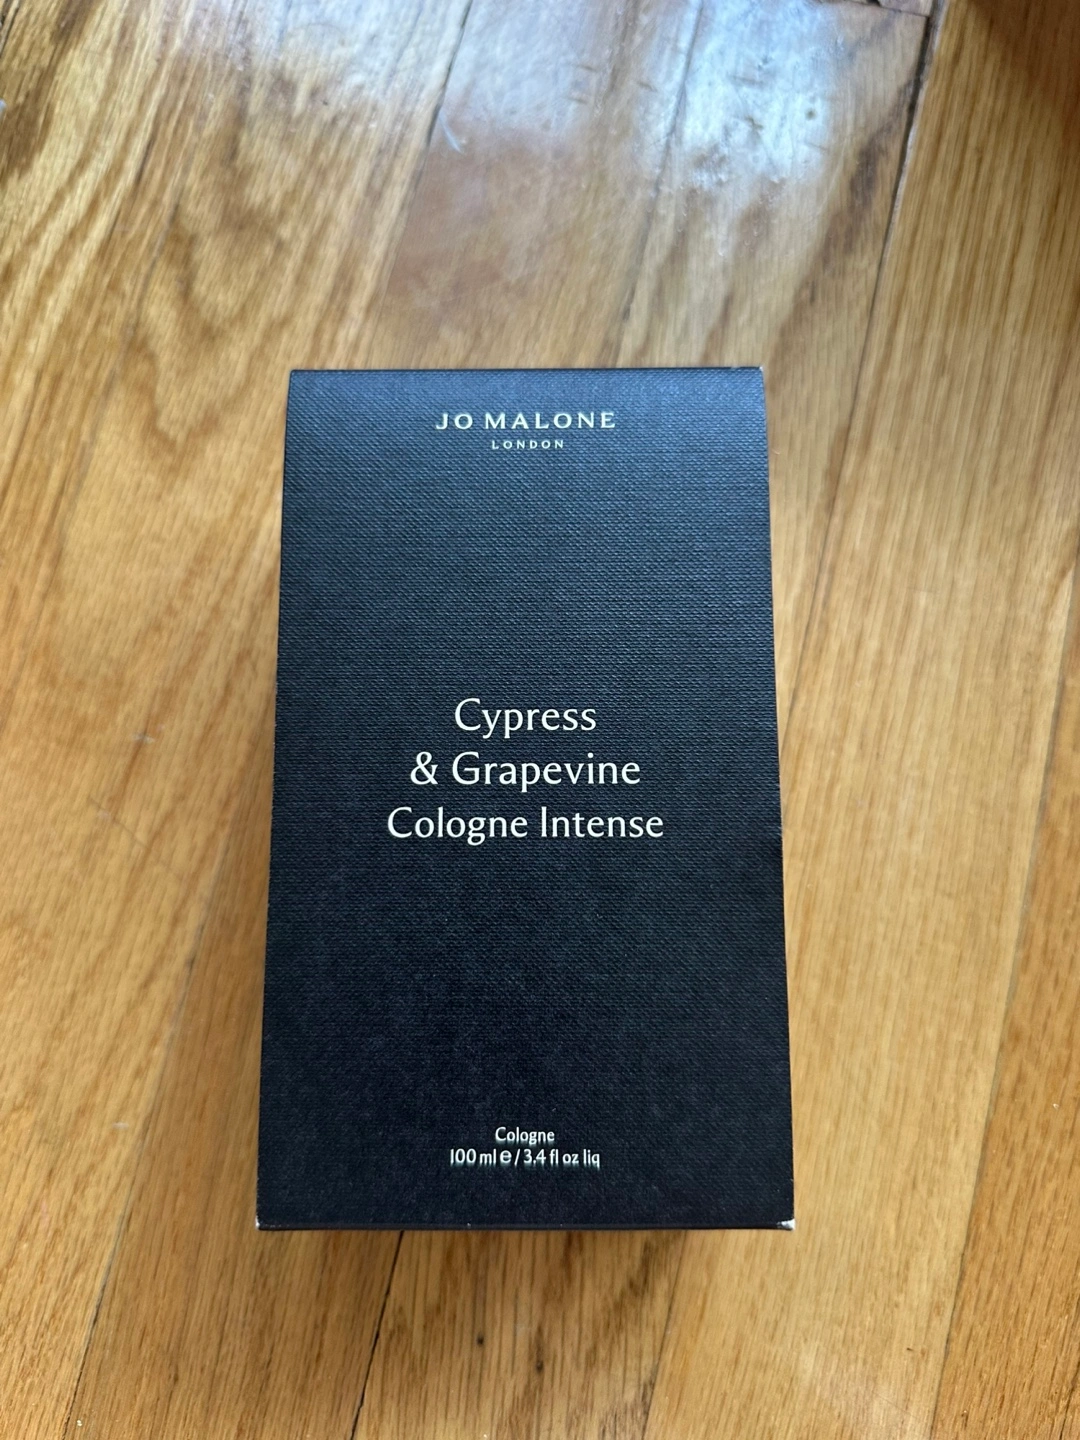 JO MALONE
LONDON
Cypress
& Grapevine
Cologne Intense
Cologne
100 ml ℮ / 3.4 fl oz liq